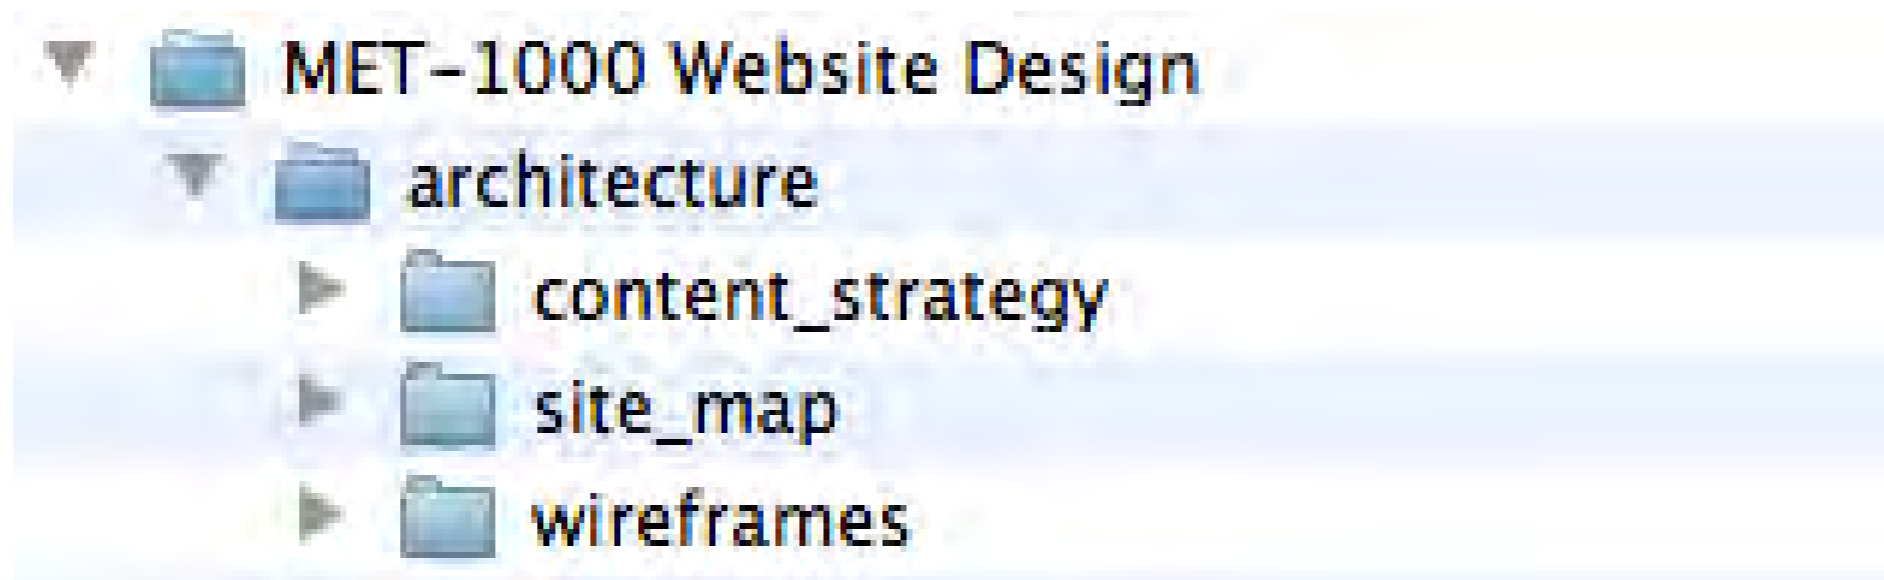 MET-1000 Website Design
architecture
content_strategy
site_map
wireframes